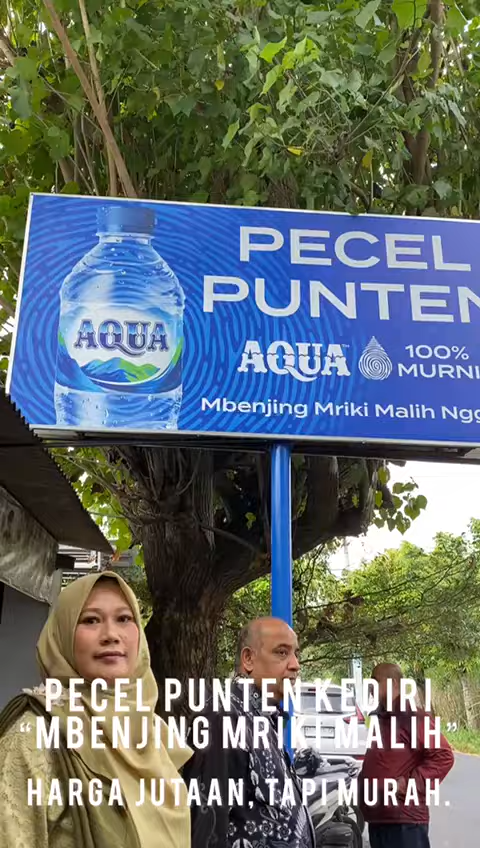 PECEL
PUNTEN
AQUA
AQUA
100%
MURNI
Mbenjing Mriki Malih Ngg
PECEL PUNTEN KEDIRI
“MBENJING MRIKI MALIH”
HARGA JUTAAN, TAPI MURAH.